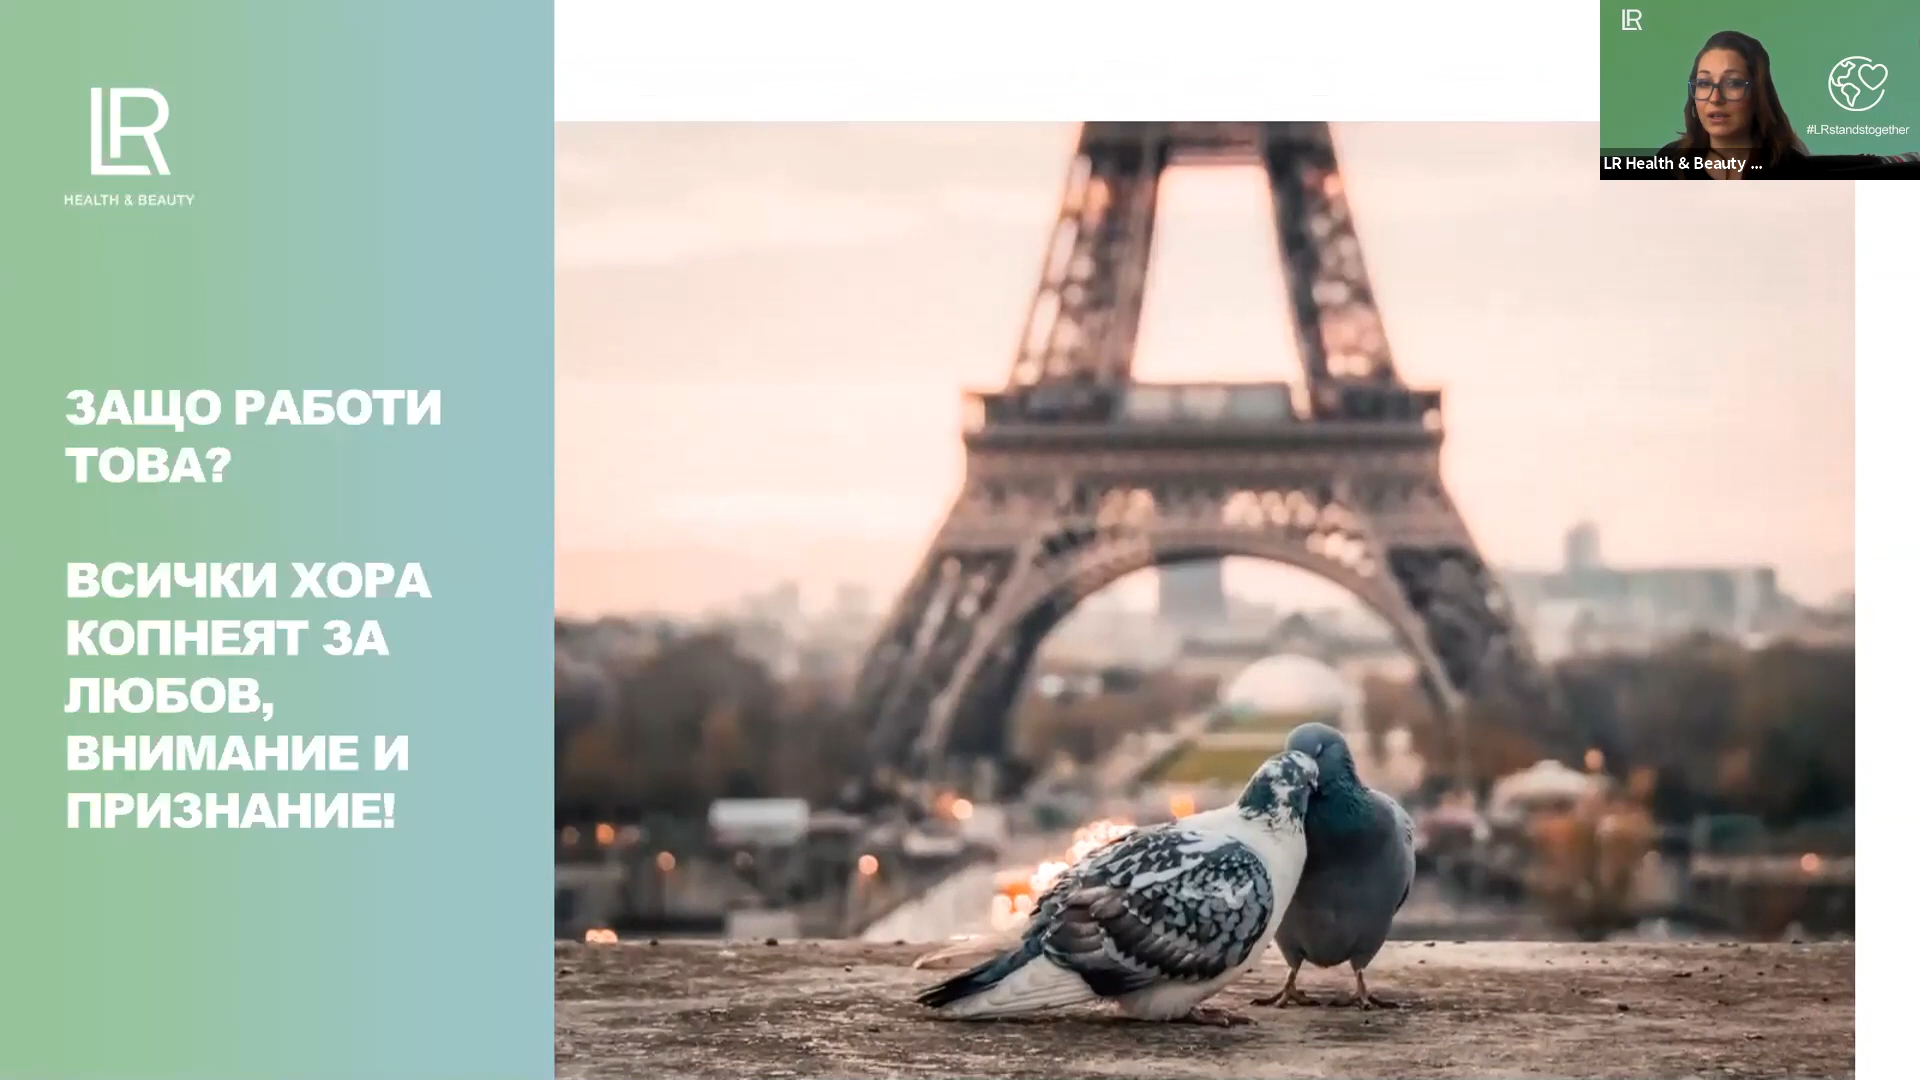 LR
HEALTH & BEAUTY
ЗАЩО РАБОТИ
ТОВА?
ВСИЧКИ ХОРА
КОПНЕЯТ ЗА
ЛЮБОВ,
ВНИМАНИЕ И
ПРИЗНАНИЕ!
LR
#LRstandstogether
LR Health & Beauty ...